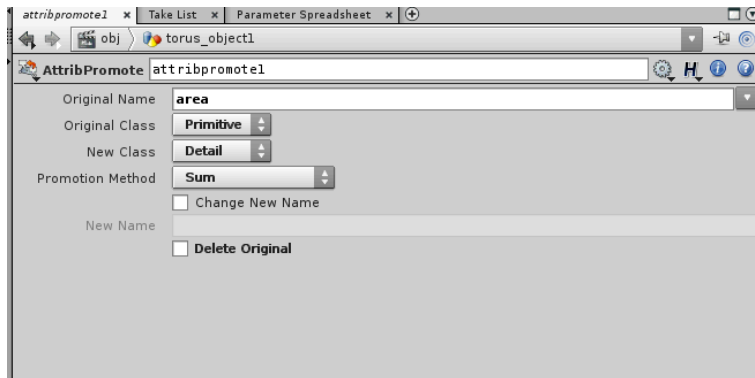 attribpromote1 x Take List x Parameter Spreadsheet x
obj torus_object1
AttribPromote attribpromote1
Original Name area
Original Class Primitive
New Class Detail
Promotion Method Sum
Change New Name
New Name
Delete Original